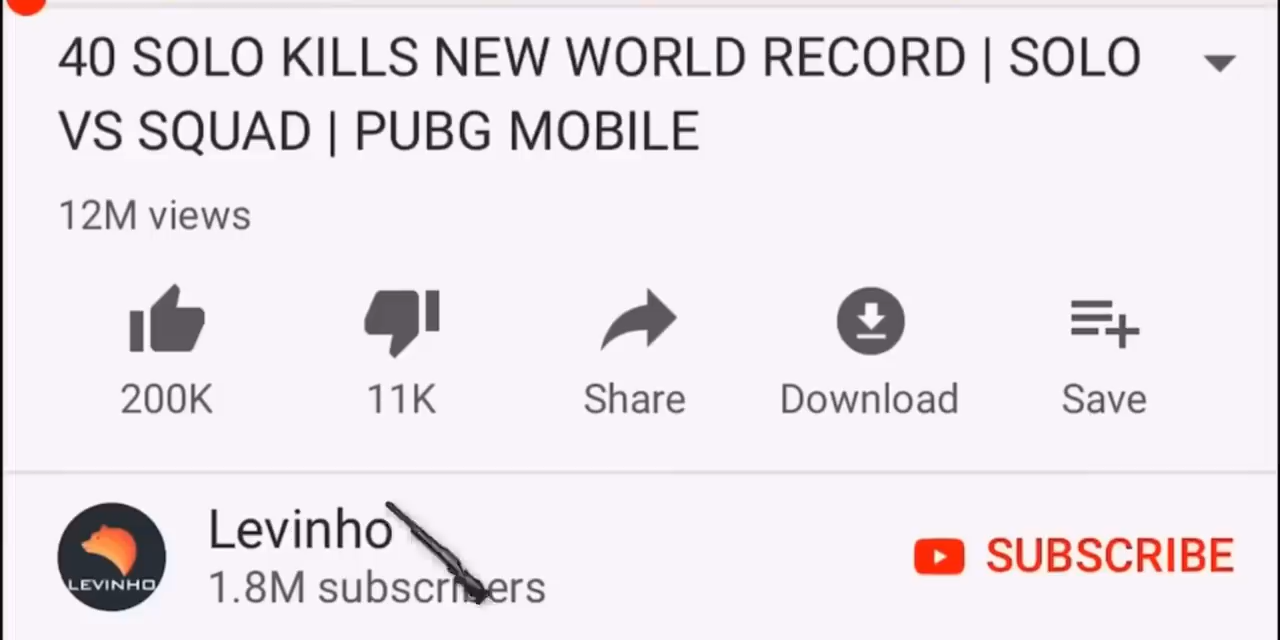 40 SOLO KILLS NEW WORLD RECORD | SOLO
VS SQUAD | PUBG MOBILE
12M views
200K
11K
Share
Download
Save
LEVINHO
Levinho
1.8M subscribers
SUBSCRIBE